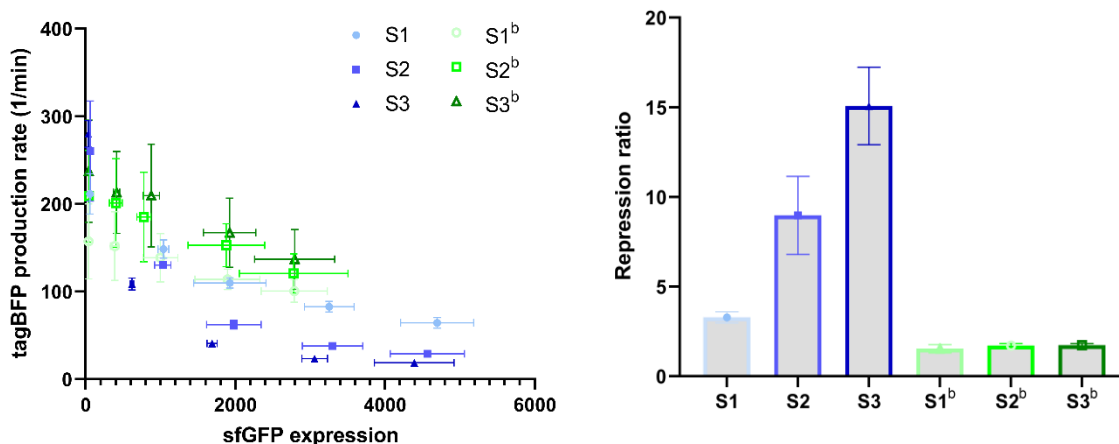 tagBFP production rate (1/min)
400
300
200
100
0
0 2000 4000 6000
sfGFP expression
S1 S1ᵇ
S2 S2ᵇ
S3 S3ᵇ
Repression ratio
20
15
10
5
0
S1 S2 S3 S1ᵇ S2ᵇ S3ᵇ